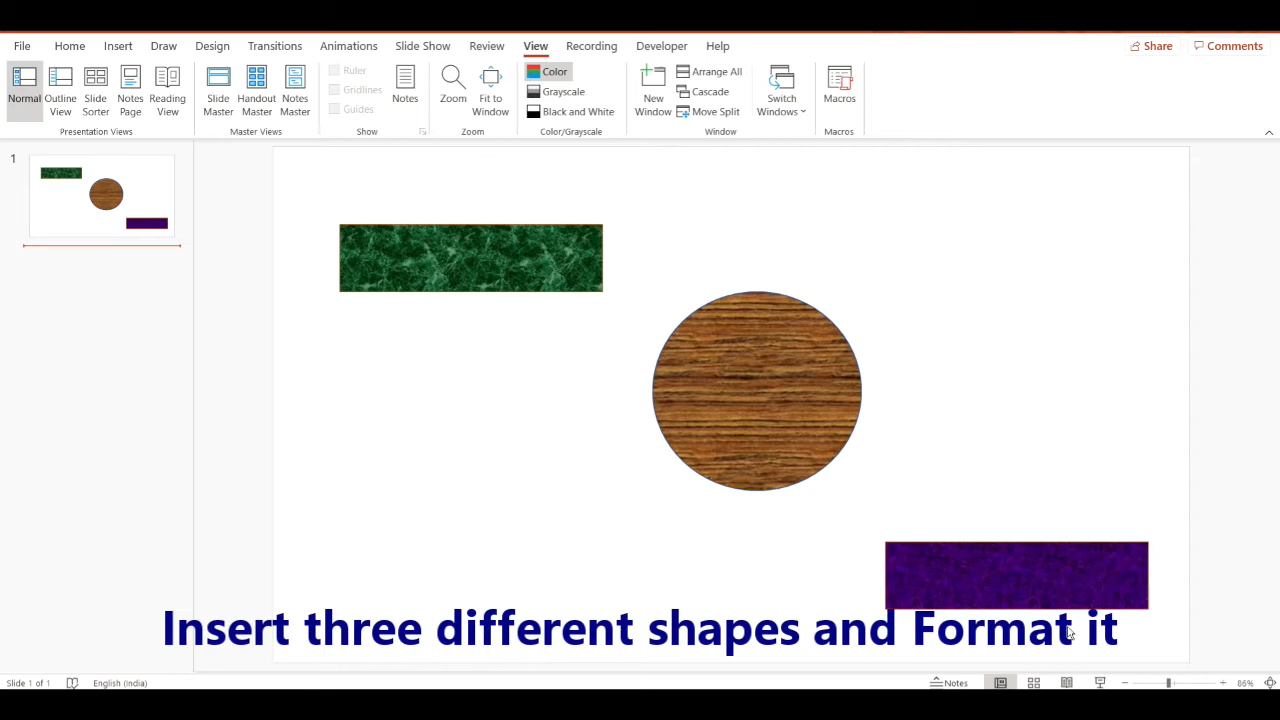 File Home Insert Draw Design Transitions Animations Slide Show Review View Recording Developer Help Share Comments
Normal Outline View Slide Sorter Notes Page Reading View Slide Master Handout Master Notes Master Ruler Gridlines Guides Notes Zoom Fit to Window Color Grayscale Black and White New Window Arrange All Cascade Move Split Switch Windows Macros
Presentation Views Master Views Show Zoom Color/Grayscale Window Macros
1
Insert three different shapes and Format it
Slide 1 of 1 English (India) Notes 86%